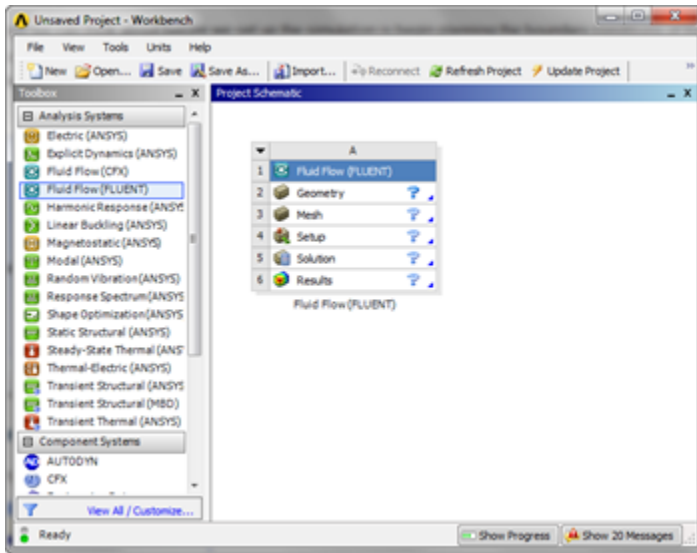 Unsaved Project - Workbench
File View Tools Units Help
New Open... Save Save As... Import... Reconnect Refresh Project Update Project
Toolbox
Project Schematic
Analysis Systems
Electric (ANSYS)
Explicit Dynamics (ANSYS)
Fluid Flow (CFX)
Fluid Flow (FLUENT)
Harmonic Response (ANSYS
Linear Buckling (ANSYS)
Magnetostatic (ANSYS)
Modal (ANSYS)
Random Vibration (ANSYS)
Response Spectrum (ANSYS
Shape Optimization (ANSYS
Static Structural (ANSYS)
Steady-State Thermal (ANS
Thermal-Electric (ANSYS)
Transient Structural (ANSYS
Transient Structural (MBD)
Transient Thermal (ANSYS)
Component Systems
AUTODYN
CFX
View All / Customize...
A
1 Fluid Flow (FLUENT)
2 Geometry ?
3 Mesh ?
4 Setup ?
5 Solution ?
6 Results ?
Fluid Flow (FLUENT)
Ready
Show Progress
Show 20 Messages